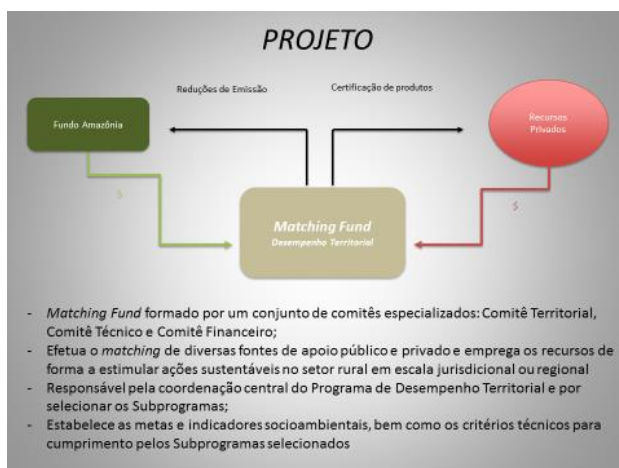 PROJETO
Reduções de Emissão
Certificação de produtos
Fundo Amazônia
Recursos
Privados
$
$
Matching Fund
Desempenho Territorial
- Matching Fund formado por um conjunto de comitês especializados: Comitê Territorial,
Comitê Técnico e Comitê Financeiro;
- Efetua o matching de diversas fontes de apoio público e privado e emprega os recursos de
forma a estimular ações sustentáveis no setor rural em escala jurisdicional ou regional
- Responsável pela coordenação central do Programa de Desempenho Territorial e por
selecionar os Subprogramas;
- Estabelece as metas e indicadores socioambientais, bem como os critérios técnicos para
cumprimento pelos Subprogramas selecionados